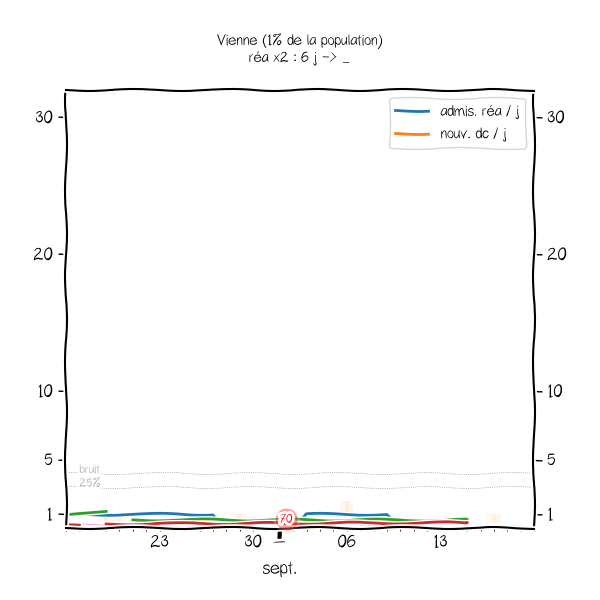 Vienne (1% de la population)
réa x2 : 6 j -> _
admis. réa / j
nouv. dc / j
30
30
20
20
10
10
5
5
bruit
25%
1
1
70
23
30
06
13
sept.